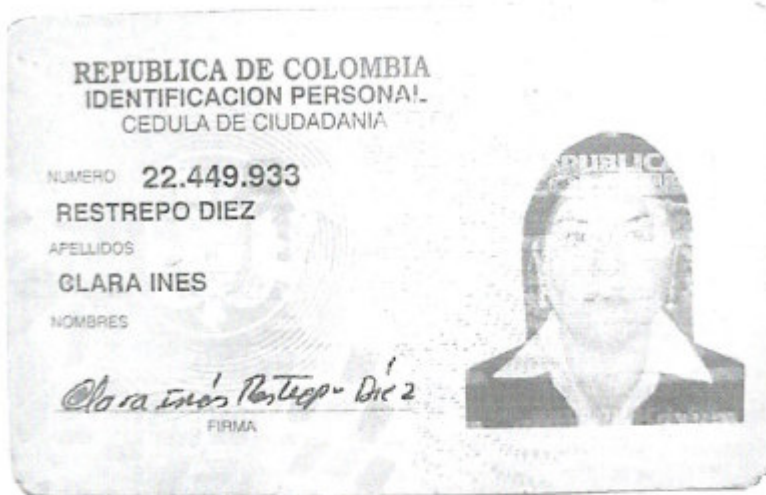 REPUBLICA DE COLOMBIA
IDENTIFICACION PERSONAL
CEDULA DE CIUDADANIA
NUMERO 22.449.933
RESTREPO DIEZ
APELLIDOS
CLARA INES
NOMBRES
Clara inés Restrepo Diéz
FIRMA
REPUBLICA